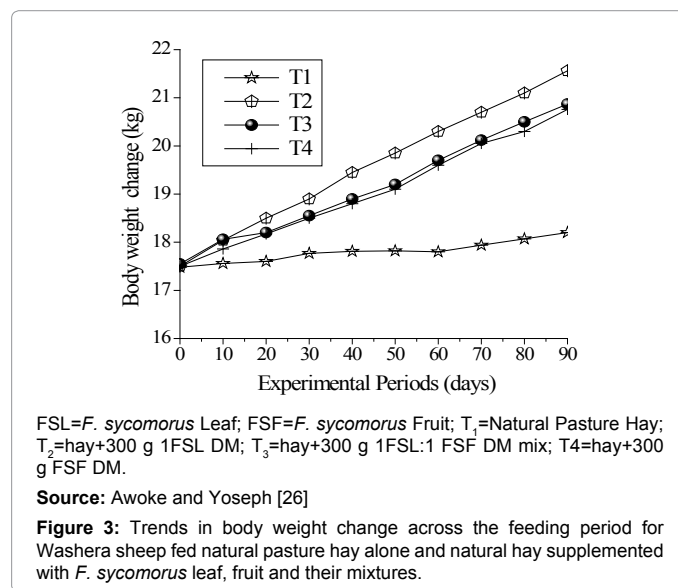 22
21
20
19
18
17
16
Body weight change (kg)
T1
T2
T3
T4
0 10 20 30 40 50 60 70 80 90
Experimental Periods (days)
FSL=F. sycomorus Leaf; FSF=F. sycomorus Fruit; T1=Natural Pasture Hay;
T2=hay+300 g 1FSL DM; T3=hay+300 g 1FSL:1 FSF DM mix; T4=hay+300
g FSF DM.
Source: Awoke and Yoseph [26]
Figure 3: Trends in body weight change across the feeding period for
Washera sheep fed natural pasture hay alone and natural hay supplemented
with F. sycomorus leaf, fruit and their mixtures.